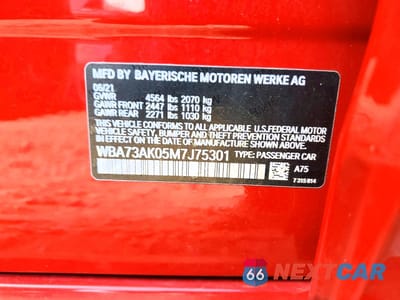 MFD BY BAYERISCHE MOTOREN WERKE AG
05/21
GVWR 4564 lbs 2070 kg
GAWR FRONT 2447 lbs 1110 kg
GAWR REAR 2271 lbs 1030 kg
THIS VEHICLE CONFORMS TO ALL APPLICABLE U.S. FEDERAL MOTOR
VEHICLE SAFETY, BUMPER AND THEFT PREVENTION STANDARDS
IN EFFECT ON THE DATE OF MANUFACTURE SHOWN ABOVE.
WBA73AK05M7J75301 TYPE: PASSENGER CAR
A75
66 NEXTCAR